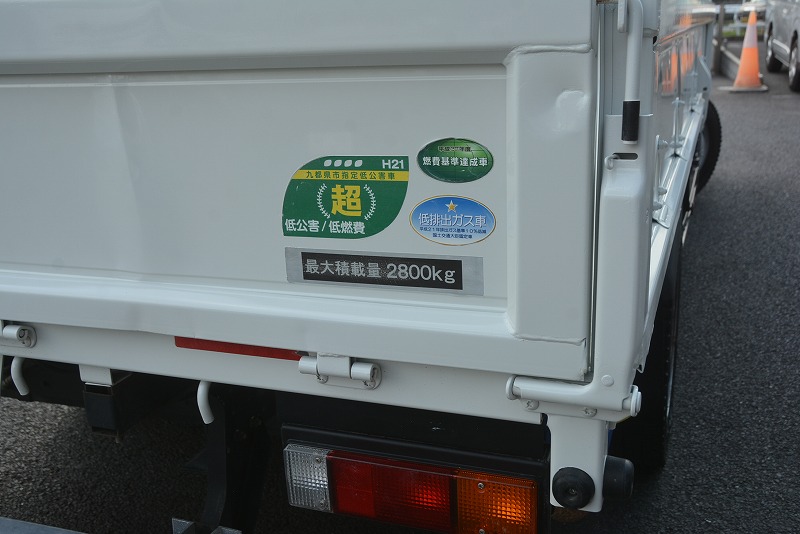 H21
九都県市指定低公害車
超
低公害/低燃費
燃費基準達成車
低排出ガス車
最大積載量 2800kg